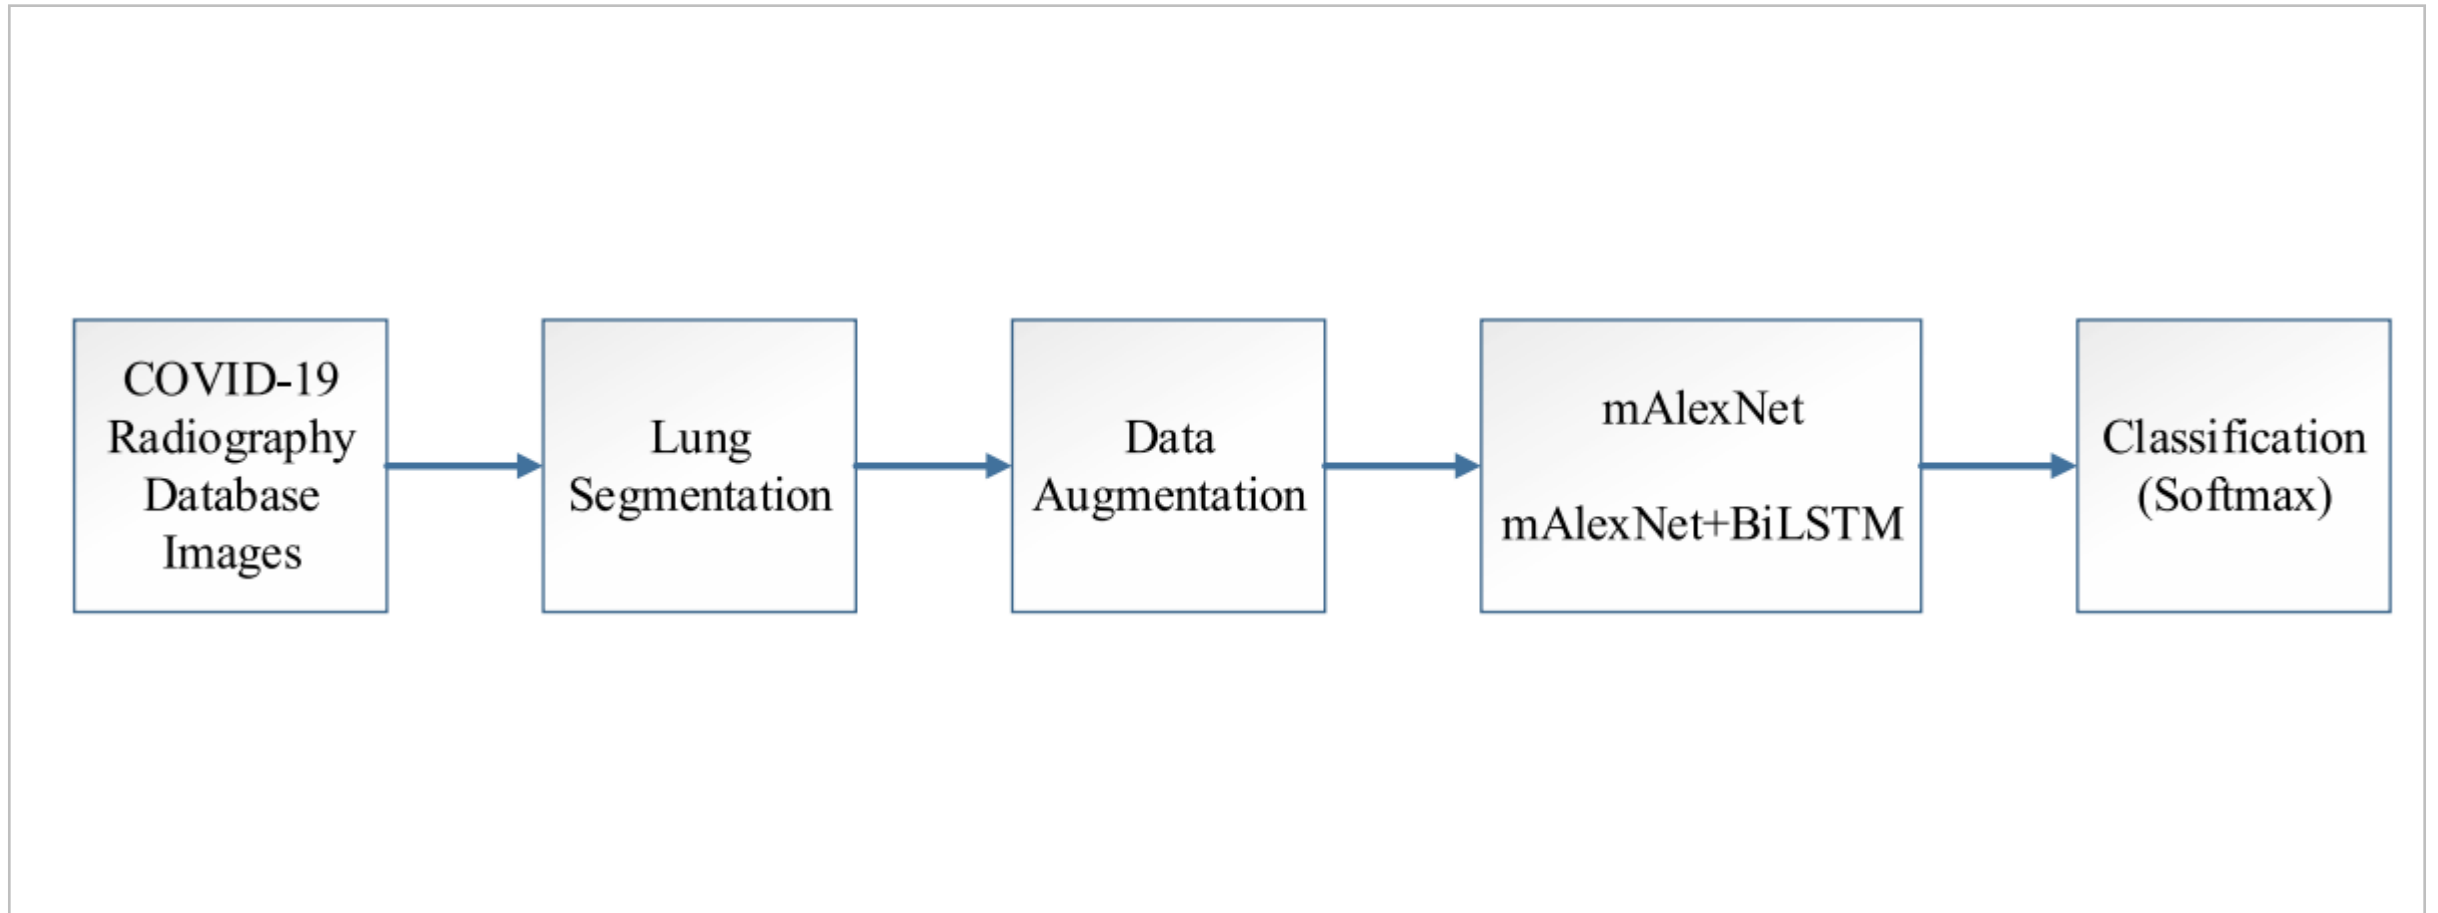 COVID-19
Radiography
Database
Images
Lung
Segmentation
Data
Augmentation
mAlexNet
mAlexNet+BiLSTM
Classification
(Softmax)